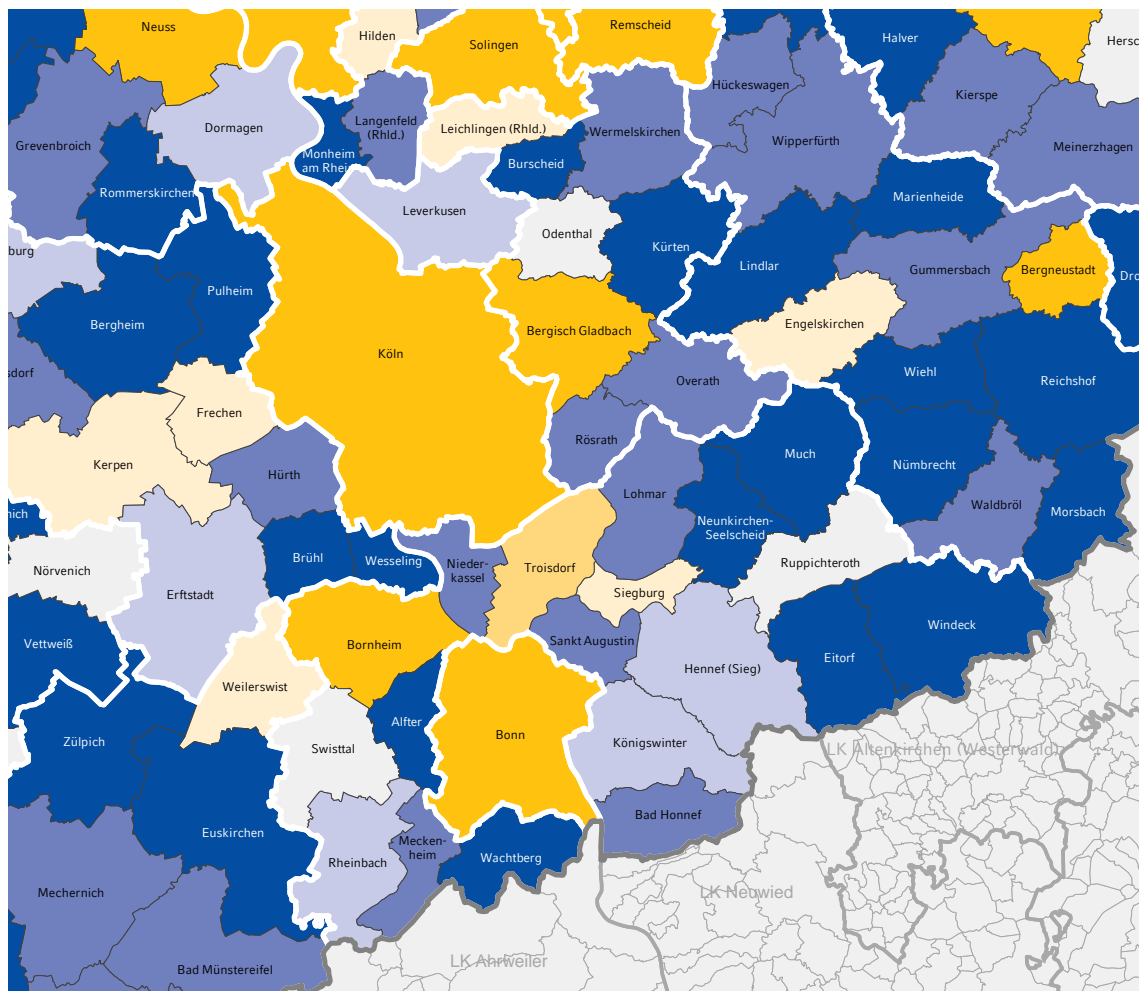 Neuss
Hilden
Solingen
Remscheid
Halver
Hersc
Hückeswagen
Kierspe
Dormagen
Langenfeld
(Rhld.)
Leichlingen (Rhld.)
Wermelskirchen
Wipperfürth
Meinerzhagen
Grevenbroich
Monheim
am Rhei
Burscheid
Rommerskirchen
Leverkusen
Marienheide
Odenthal
Kürten
burg
Lindlar
Gummersbach
Bergneustadt
Dro
Pulheim
Bergheim
Bergisch Gladbach
Engelskirchen
Köln
sdorf
Overath
Wiehl
Reichshof
Frechen
Rösrath
Kerpen
Hürth
Much
Nümbrecht
Lohmar
Waldbröl
nich
Neunkirchen-
Seelscheid
Morsbach
Nörvenich
Brühl
Wesseling
Nieder-
kassel
Troisdorf
Ruppichteroth
Erftstadt
Siegburg
Vettweiß
Bornheim
Sankt Augustin
Windeck
Eitorf
Hennef (Sieg)
Weilerswist
Alfter
Zülpich
Swisttal
Bonn
Königswinter
LK Altenkirchen (Westerwald)
Bad Honnef
Euskirchen
Mecken-
heim
Rheinbach
Wachtberg
Mechernich
LK Neuwied
LK Ahrweiler
Bad Münstereifel